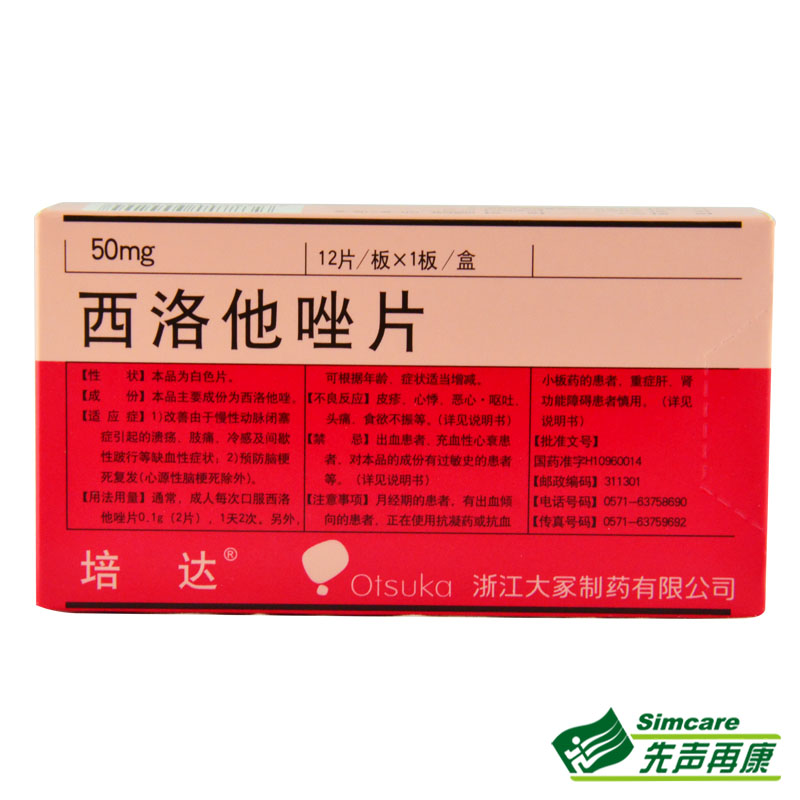 50mg
12片/板×1板/盒
西洛他唑片
【性　状】本品为白色片。
【成　份】本品主要成份为西洛他唑。
【适 应 症】1)改善由于慢性动脉闭塞
症引起的溃疡、肢痛、冷感及间歇
性跛行等缺血性症状；2)预防脑梗
死复发(心源性脑梗死除外)。
【用法用量】通常，成人每次口服西洛
他唑片0.1g（2片），1天2次，另外，
可根据年龄、症状适当增减。
【不良反应】皮疹、心悸、恶心·呕吐、
头痛、食欲不振等。（详见说明书）
【禁　忌】出血患者、充血性心衰患
者，对本品的成份有过敏史的患者
等。（详见说明书）
【注意事项】月经期的患者，有出血倾
向的患者，正在使用抗凝药或抗血
小板药的患者，重症肝、肾
功能障碍患者慎用。（详见
说明书）
【批准文号】
国药准字H10960014
【邮政编码】311301
【电话号码】0571-63758690
【传真号码】0571-63759692
培达®
Otsuka 浙江大冢制药有限公司
Simcare
先声再康